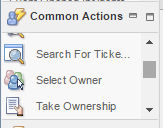 Common Actions
Search For Ticke...
Select Owner
Take Ownership